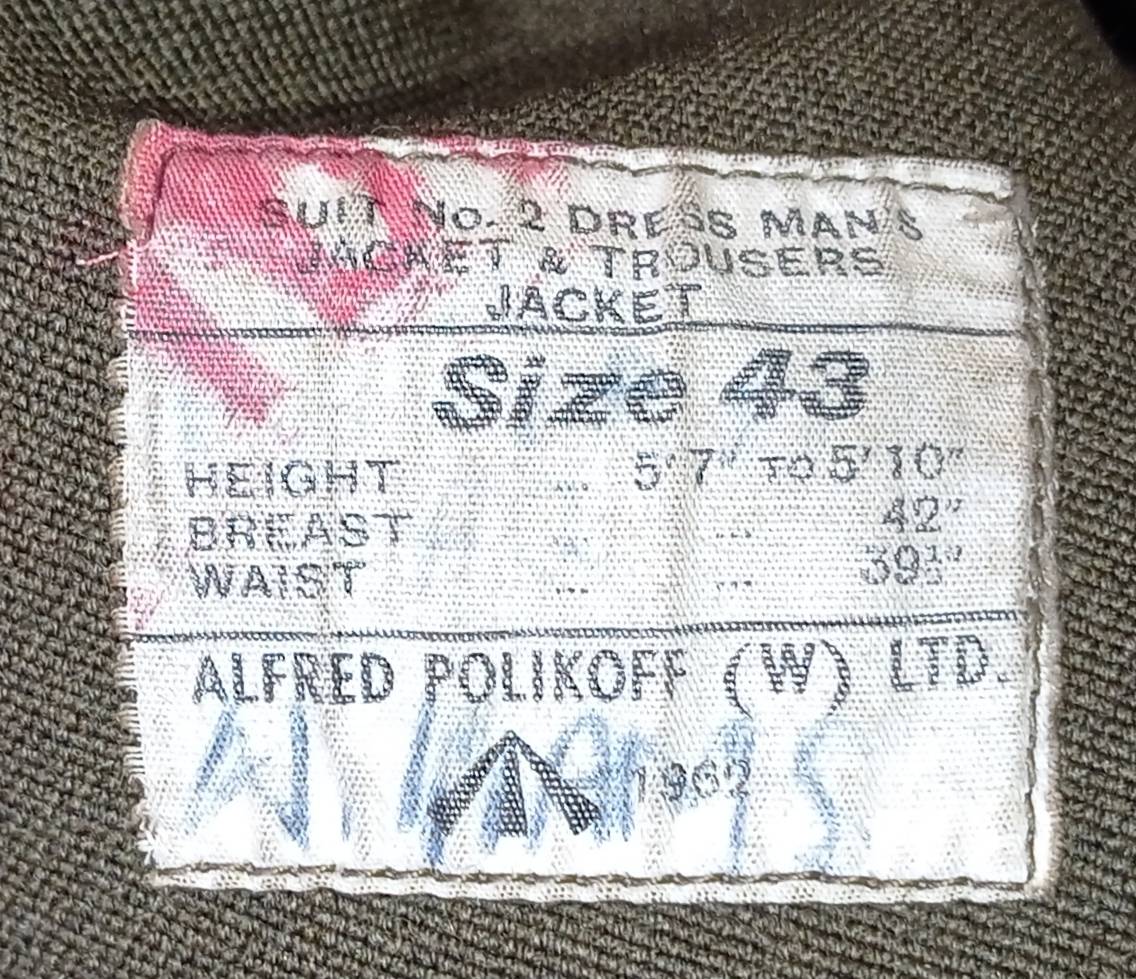 SUIT No. 2 DRESS MAN'S
JACKET & TROUSERS
JACKET
Size 43
HEIGHT ... 5' 7" TO 5' 10"
BREAST ... ... 42"
WAIST ... ... 39½"
ALFRED POLIKOFF (W) LTD.
1962